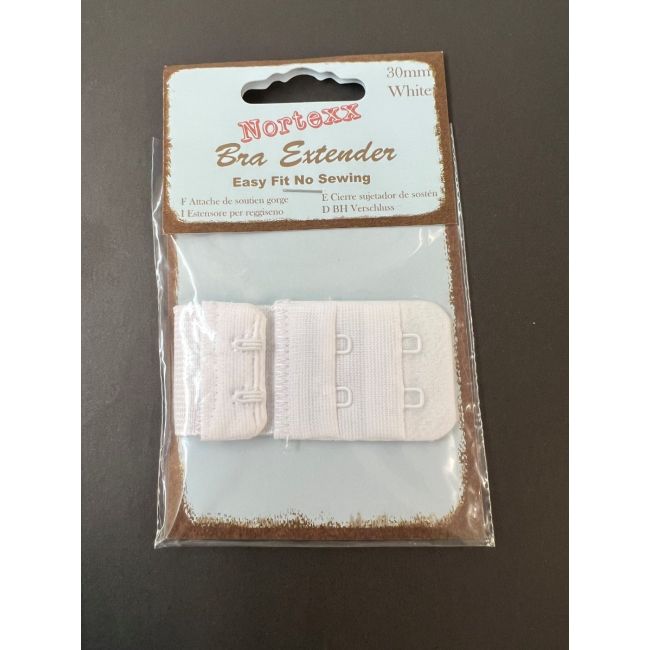 30mm
White
Nortexx
Bra Extender
Easy Fit No Sewing
F Attache de soutien gorge
E Cierre sujetador de sostén
I Estensore per reggiseno
D BH Verschluss